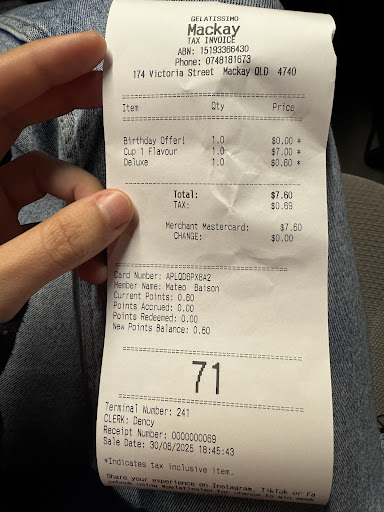 GELATISSIMO
Mackay
TAX INVOICE
ABN: 15193366430
Phone: 0748181673
174 Victoria Street Mackay QLD 4740
Item Qty Price
Birthday Offer! 1.0 $0.00 *
Cup 1 Flavour 1.0 $7.00 *
Deluxe 1.0 $0.60 *
Total: $7.60
TAX: $0.69
Merchant Mastercard: $7.60
CHANGE: $0.00
Card Number: APLQD6PX6A2
Member Name: Mateo Baison
Current Points: 0.60
Points Accrued: 0.00
Points Redeemed: 0.00
New Points Balance: 0.60
71
Terminal Number: 241
CLERK: Dency
Receipt Number: 0000000069
Sale Date: 30/06/2025 18:45:43
*Indicates tax inclusive item.
Share your experience on Instagram, TikTok or Fa